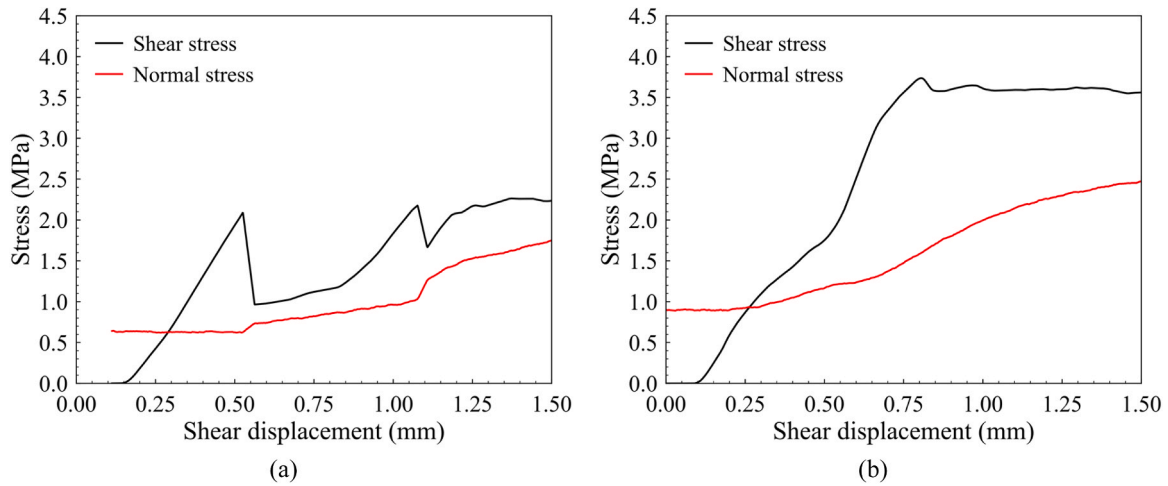 4.5
4.0
3.5
3.0
2.5
2.0
1.5
1.0
0.5
0.0
Stress (MPa)
Shear stress
Normal stress
0.00 0.25 0.50 0.75 1.00 1.25 1.50
Shear displacement (mm)
(a)
4.5
4.0
3.5
3.0
2.5
2.0
1.5
1.0
0.5
0.0
Stress (MPa)
Shear stress
Normal stress
0.00 0.25 0.50 0.75 1.00 1.25 1.50
Shear displacement (mm)
(b)